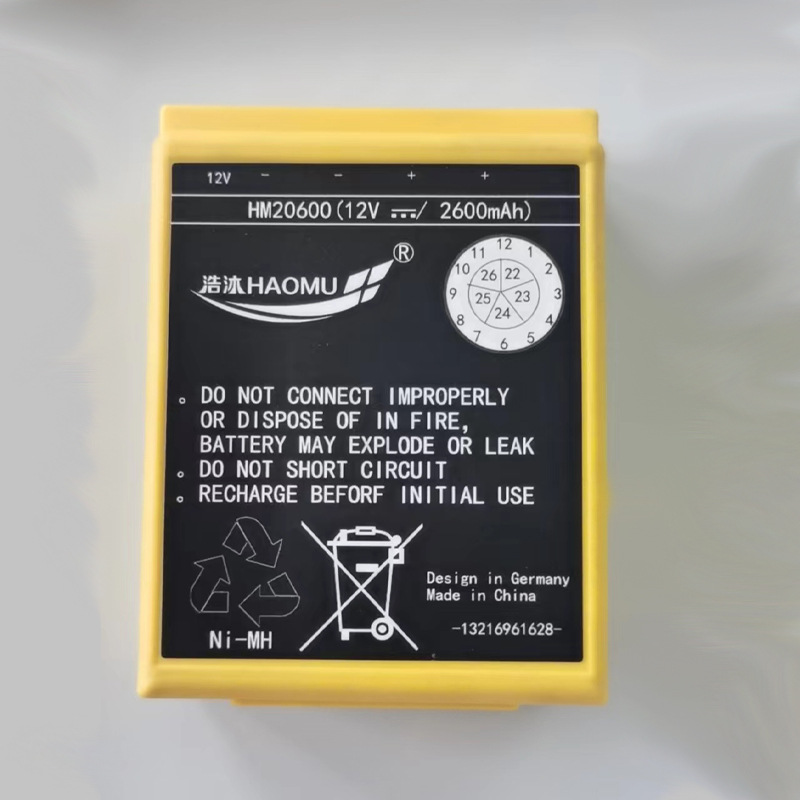 12V - - + +
HM20600(12V ⎓/ 2600mAh)
浩沐HAOMU®
12 1 2 3 4 5 6 7 8 9 10 11
22 23 24 25 26
。DO NOT CONNECT IMPROPERLY
OR DISPOSE OF IN FIRE,
BATTERY MAY EXPLODE OR LEAK
。DO NOT SHORT CIRCUIT
。RECHARGE BEFORF INITIAL USE
Design in Germany
Made in China
Ni-MH
-13216961628-